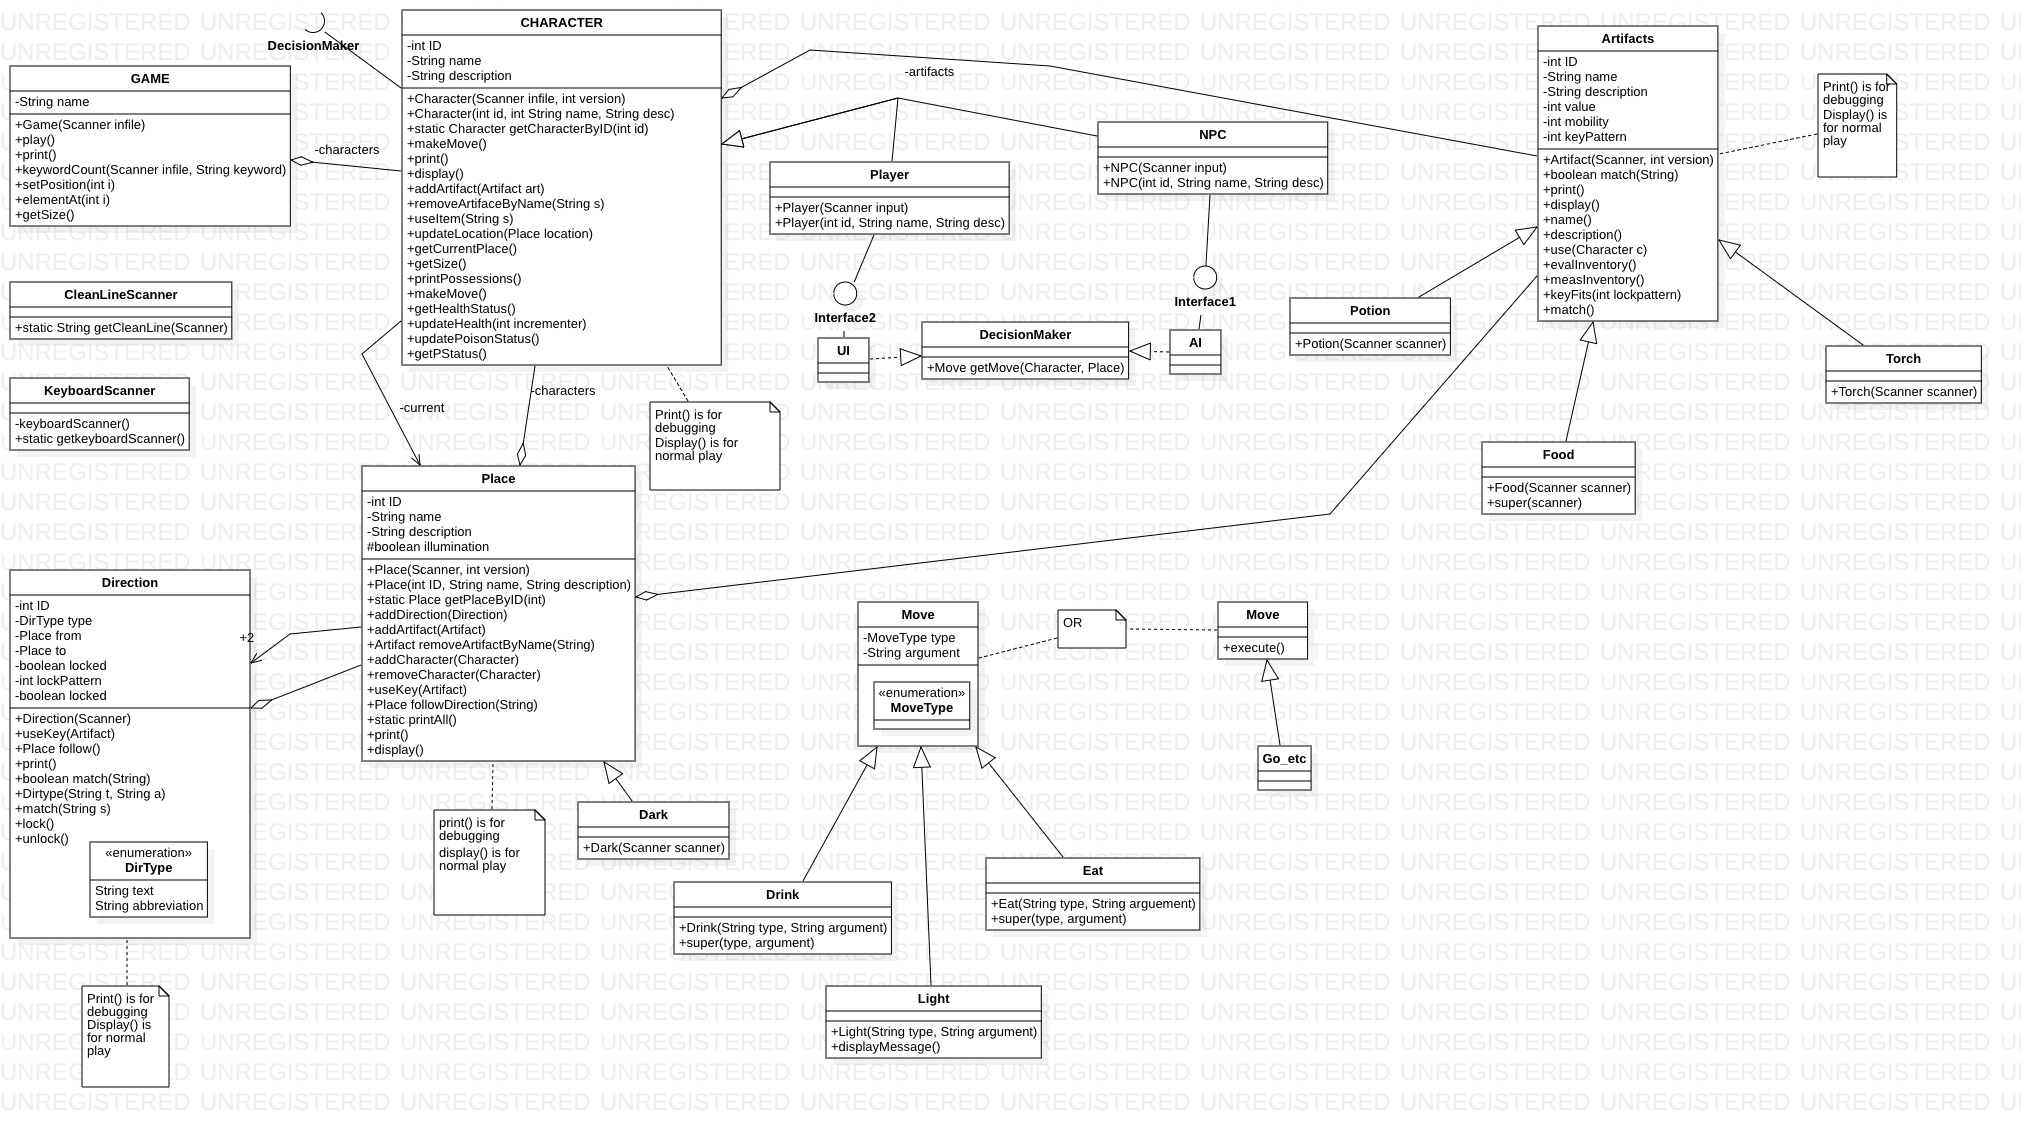 DecisionMaker
GAME
-String name
+Game(Scanner infile)
+play()
+print()
+keywordCount(Scanner infile, String keyword)
+setPosition(int i)
+elementAt(int i)
+getSize()
-characters
CHARACTER
-int ID
-String name
-String description
+Character(Scanner infile, int version)
+Character(int id, int String name, String desc)
+static Character getCharacterByID(int id)
+makeMove()
+print()
+display()
+addArtifact(Artifact art)
+removeArtifaceByName(String s)
+useItem(String s)
+updateLocation(Place location)
+getCurrentPlace()
+getSize()
+printPossessions()
+makeMove()
+getHealthStatus()
+updateHealth(int incrementer)
+updatePoisonStatus()
+getPStatus()
-artifacts
Player
+Player(Scanner input)
+Player(int id, String name, String desc)
NPC
+NPC(Scanner input)
+NPC(int id, String name, String desc)
Artifacts
-int ID
-String name
-String description
-int value
-int mobility
-int keyPattern
+Artifact(Scanner, int version)
+boolean match(String)
+print()
+display()
+name()
+description()
+use(Character c)
+evalInventory()
+measInventory()
+keyFits(int lockpattern)
+match()
Print() is for
debugging
Display() is
for normal
play
CleanLineScanner
+static String getCleanLine(Scanner)
KeyboardScanner
-keyboardScanner()
+static getkeyboardScanner()
Interface2
UI
DecisionMaker
+Move getMove(Character, Place)
Interface1
AI
Potion
+Potion(Scanner scanner)
Torch
+Torch(Scanner scanner)
Food
+Food(Scanner scanner)
+super(scanner)
-current
-characters
Print() is for
debugging
Display() is for
normal play
Place
-int ID
-String name
-String description
#boolean illumination
+Place(Scanner, int version)
+Place(int ID, String name, String description)
+static Place getPlaceByID(int)
+addDirection(Direction)
+addArtifact(Artifact)
+Artifact removeArtifactByName(String)
+addCharacter(Character)
+removeCharacter(Character)
+useKey(Artifact)
+Place followDirection(String)
+static printAll()
+print()
+display()
Direction
-int ID
-DirType type
-Place from
-Place to
-boolean locked
-int lockPattern
-boolean locked
+Direction(Scanner)
+useKey(Artifact)
+Place follow()
+print()
+boolean match(String)
+Dirtype(String t, String a)
+match(String s)
+lock()
+unlock()
«enumeration»
DirType
String text
String abbreviation
+2
Print() is for
debugging
Display() is
for normal
play
print() is for
debugging
display() is for
normal play
Dark
+Dark(Scanner scanner)
Move
-MoveType type
-String argument
«enumeration»
MoveType
OR
Move
+execute()
Go_etc
Drink
+Drink(String type, String argument)
+super(type, argument)
Eat
+Eat(String type, String arguement)
+super(type, argument)
Light
+Light(String type, String argument)
+displayMessage()
UNREGISTERED